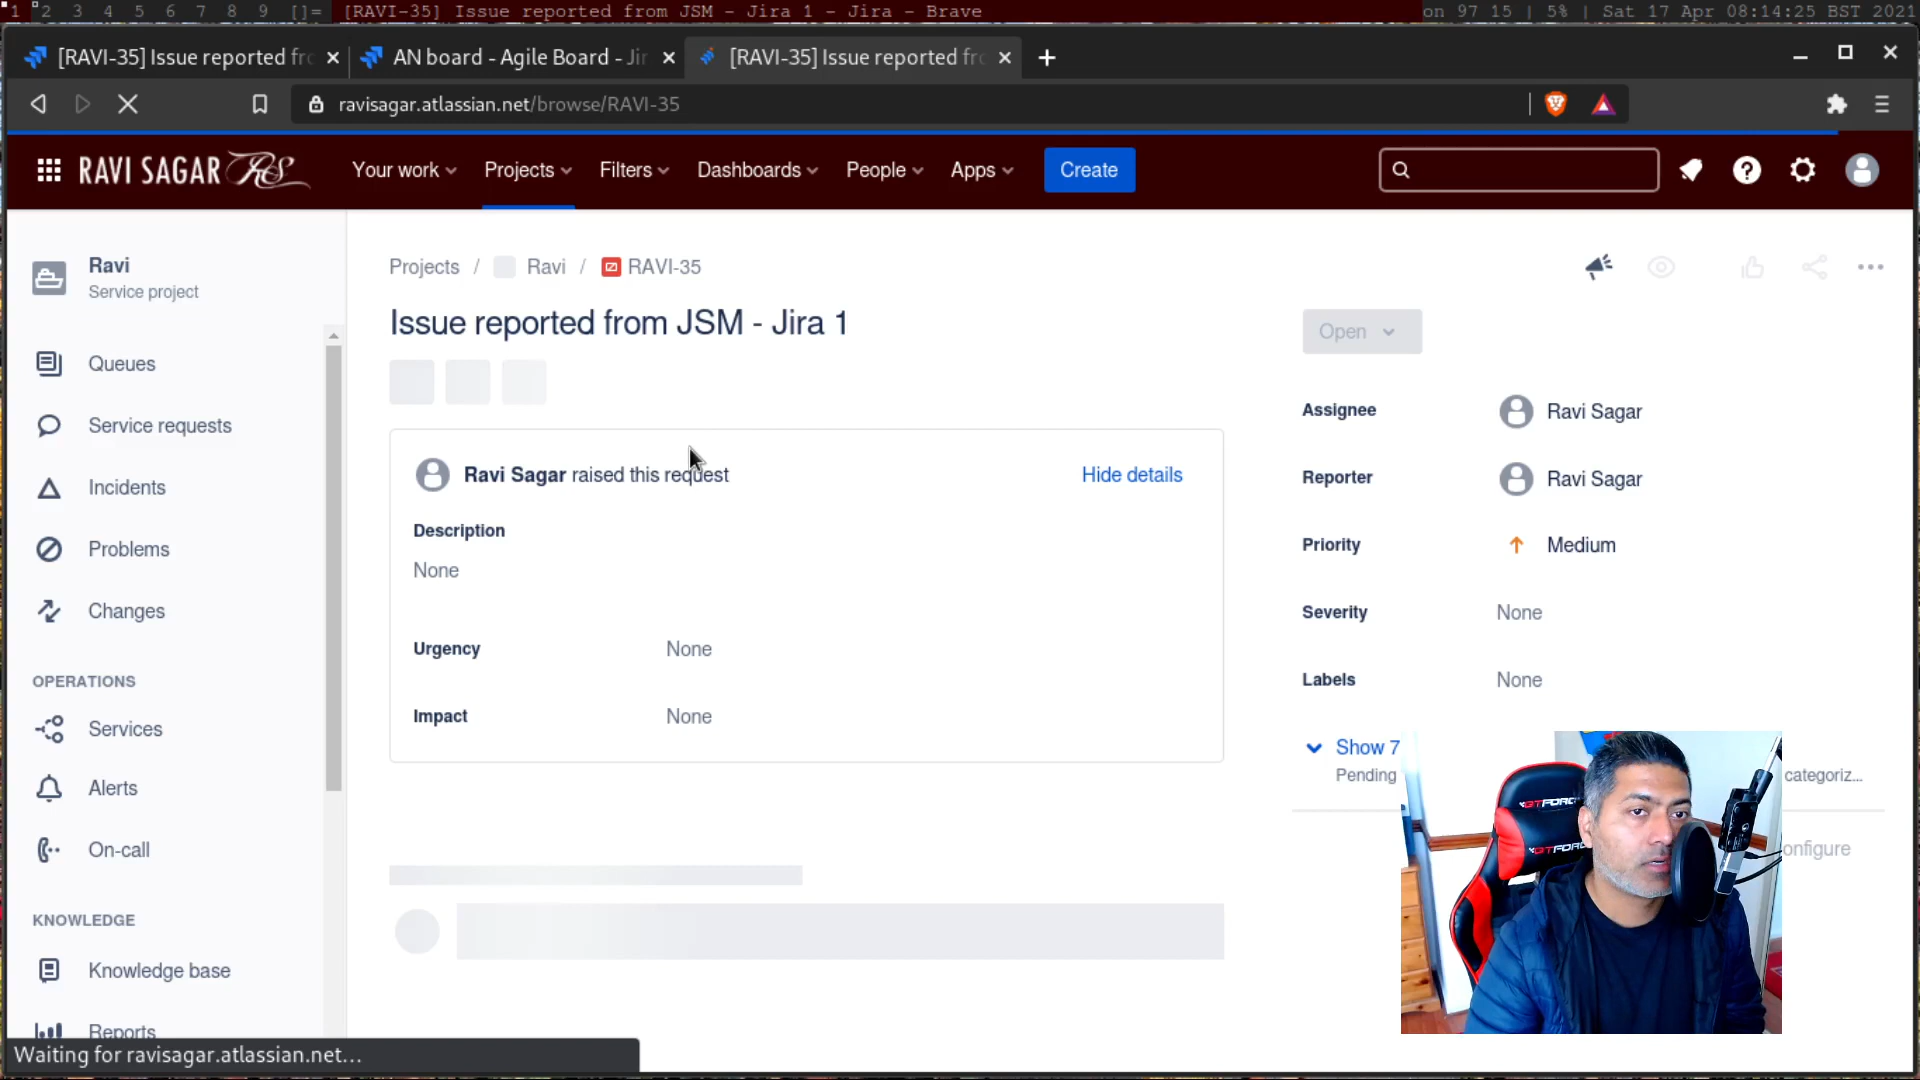 1 2 3 4 5 6 7 8 9 []= [RAVI-35] Issue reported from JSM - Jira 1 - Jira - Brave on 97 15 | 5% | Sat 17 Apr 08:14:25 BST 2021
[RAVI-35] Issue reported fr
AN board - Agile Board - Jir
[RAVI-35] Issue reported fro
ravisagar.atlassian.net/browse/RAVI-35
RAVI SAGAR RS
Your work
Projects
Filters
Dashboards
People
Apps
Create
Ravi
Service project
Queues
Service requests
Incidents
Problems
Changes
OPERATIONS
Services
Alerts
On-call
KNOWLEDGE
Knowledge base
Reports
Projects / Ravi / RAVI-35
Issue reported from JSM - Jira 1
Ravi Sagar raised this request
Hide details
Description
None
Urgency None
Impact None
Open
Assignee Ravi Sagar
Reporter Ravi Sagar
Priority Medium
Severity None
Labels None
Show 7
Pending categoriz...
onfigure
GTFORC
GTFORC
Waiting for ravisagar.atlassian.net...